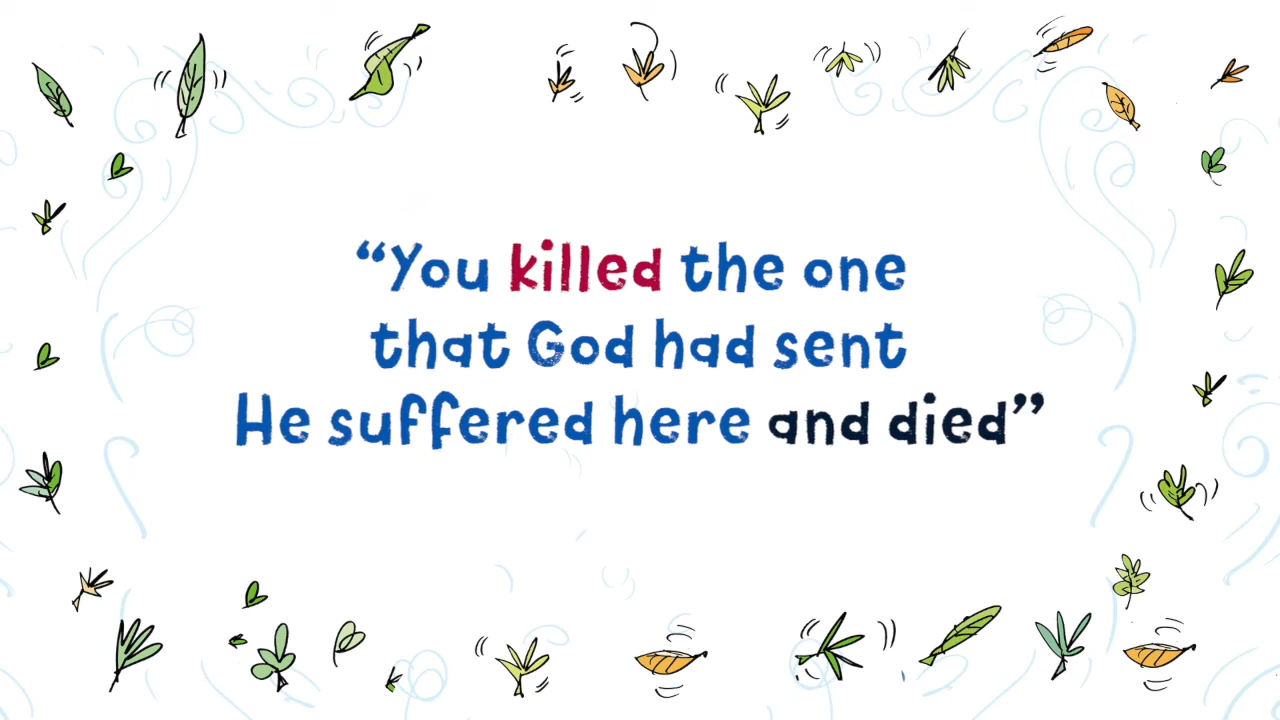 “You killed the one
that God had sent
He suffered here and died”